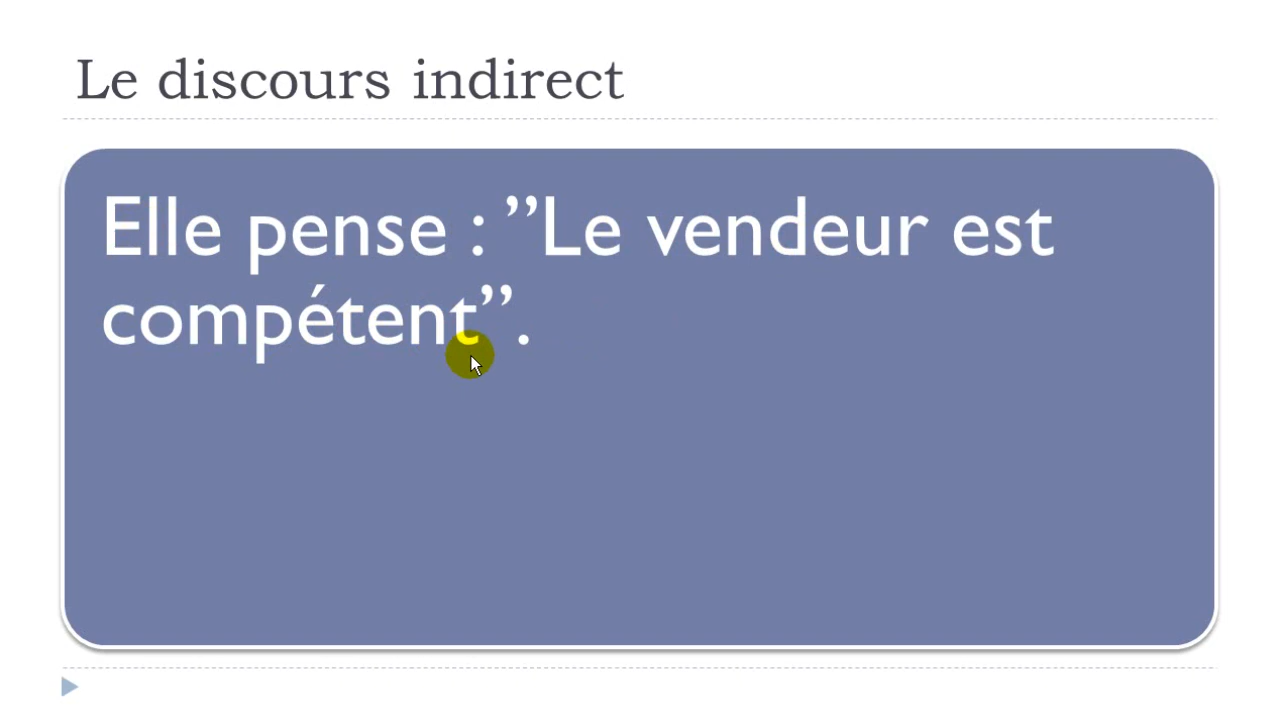 Le discours indirect
Elle pense : ”Le vendeur est
compétent”.